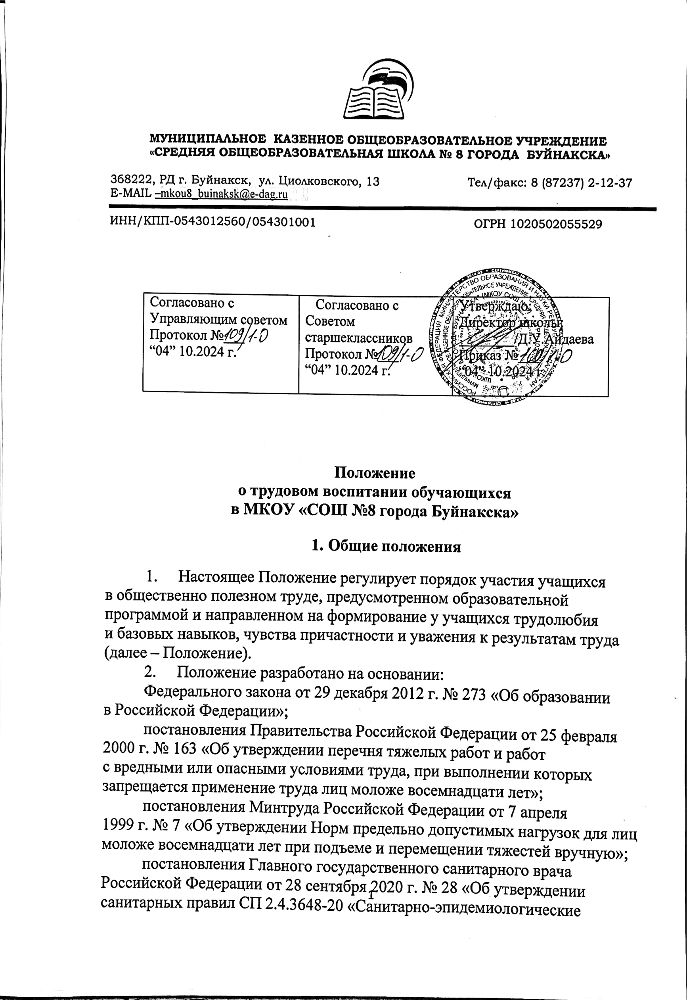 МУНИЦИПАЛЬНОЕ КАЗЕННОЕ ОБЩЕОБРАЗОВАТЕЛЬНОЕ УЧРЕЖДЕНИЕ
«СРЕДНЯЯ ОБЩЕОБРАЗОВАТЕЛЬНАЯ ШКОЛА № 8 ГОРОДА БУЙНАКСКА»
368222, РД г. Буйнакск, ул. Циолковского, 13 Тел/факс: 8 (87237) 2-12-37
E-MAIL –mkou8_buinaksk@e-dag.ru
ИНН/КПП-0543012560/054301001 ОГРН 1020502055529
Согласовано с
Управляющим советом
Протокол №109/1-О
“04” 10.2024 г.
Согласовано с
Советом
старшеклассников
Протокол №109/1-О
“04” 10.2024 г.
Утверждаю:
Директор школы:
/Д.У.Айдаева
Приказ №
“04” 10.2024 г.
Положение
о трудовом воспитании обучающихся
в МКОУ «СОШ №8 города Буйнакска»
1. Общие положения
1. Настоящее Положение регулирует порядок участия учащихся
в общественно полезном труде, предусмотренном образовательной
программой и направленном на формирование у учащихся трудолюбия
и базовых навыков, чувства причастности и уважения к результатам труда
(далее – Положение).
2. Положение разработано на основании:
Федерального закона от 29 декабря 2012 г. № 273 «Об образовании
в Российской Федерации»;
постановления Правительства Российской Федерации от 25 февраля
2000 г. № 163 «Об утверждении перечня тяжелых работ и работ
с вредными или опасными условиями труда, при выполнении которых
запрещается применение труда лиц моложе восемнадцати лет»;
постановления Минтруда Российской Федерации от 7 апреля
1999 г. № 7 «Об утверждении Норм предельно допустимых нагрузок для лиц
моложе восемнадцати лет при подъеме и перемещении тяжестей вручную»;
постановления Главного государственного санитарного врача
Российской Федерации от 28 сентября 2020 г. № 28 «Об утверждении
санитарных правил СП 2.4.3648-20 «Санитарно-эпидемиологические